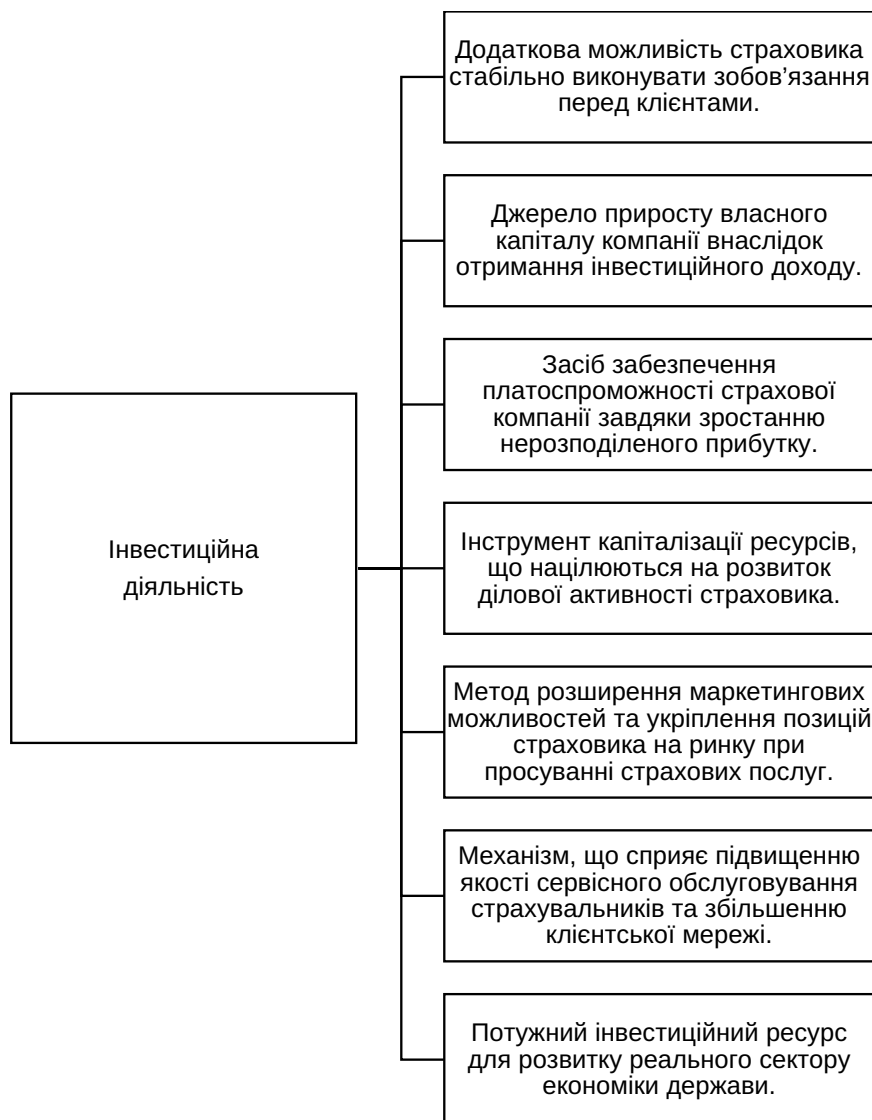 Додаткова можливість страховика
стабільно виконувати зобов’язання
перед клієнтами.
Джерело приросту власного
капіталу компанії внаслідок
отримання інвестиційного доходу.
Засіб забезпечення
платоспроможності страхової
компанії завдяки зростанню
нерозподіленого прибутку.
Інвестиційна
діяльність
Інструмент капіталізації ресурсів,
що націлюються на розвиток
ділової активності страховика.
Метод розширення маркетингових
можливостей та укріплення позицій
страховика на ринку при
просуванні страхових послуг.
Механізм, що сприяє підвищенню
якості сервісного обслуговування
страхувальників та збільшенню
клієнтської мережі.
Потужний інвестиційний ресурс
для розвитку реального сектору
економіки держави.